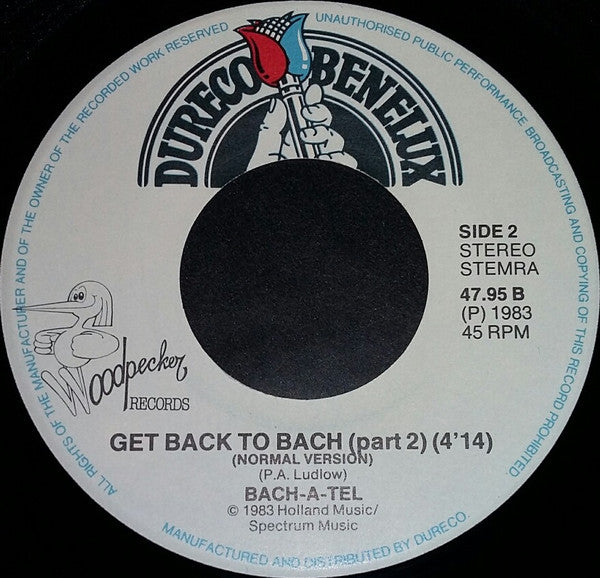 ALL RIGHTS OF THE MANUFACTURER AND OF THE OWNER OF THE RECORDED WORK RESERVED
UNAUTHORISED PUBLIC PERFORMANCE BROADCASTING AND COPYING OF THIS RECORD PROHIBITED.
DURECO BENELUX
SIDE 2
STEREO
STEMRA
47.95 B
(P) 1983
45 RPM
Woodpecker
RECORDS
GET BACK TO BACH (part 2) (4'14)
(NORMAL VERSION)
(P.A. Ludlow)
BACH-A-TEL
© 1983 Holland Music/
Spectrum Music
MANUFACTURED AND DISTRIBUTED BY DURECO.